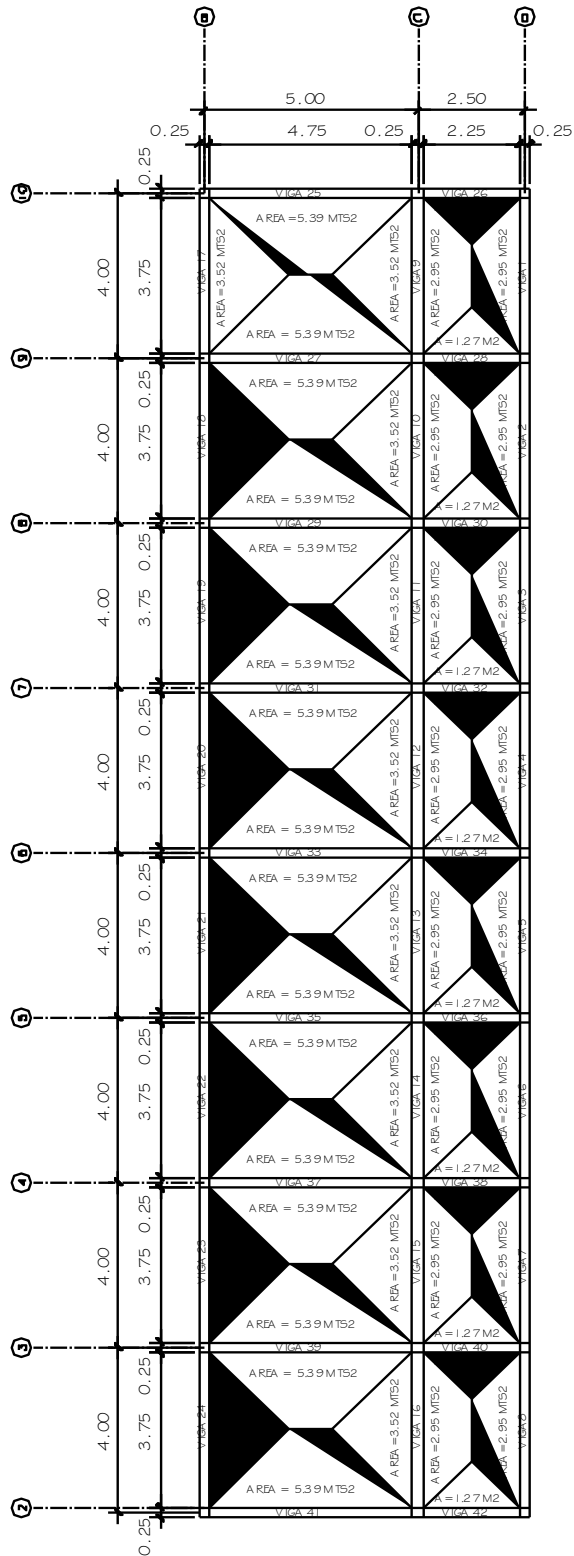 5.00 2.50
0.25 4.75 0.25 2.25 0.25
0.25
10
VIGA 25 VIGA 26
AREA =5.39 MTS2
4.00 3.75 VIGA 17 AREA =3.52 MTS2 AREA =3.52 MTS2 VIGA 9 AREA =2.95 MTS2 AREA =2.95 MTS2 VIGA 1
AREA = 5.39 MTS2 A =1.27 M2
9
VIGA 27 VIGA 28
0.25 AREA = 5.39 MTS2
4.00 3.75 VIGA 18 AREA =3.52 MTS2 VIGA 10 AREA =2.95 MTS2 AREA =2.95 MTS2 VIGA 2
AREA = 5.39 MTS2 A =1.27 M2
8
VIGA 29 VIGA 30
0.25 AREA = 5.39 MTS2
4.00 3.75 VIGA 19 AREA =3.52 MTS2 VIGA 11 AREA =2.95 MTS2 AREA =2.95 MTS2 VIGA 3
AREA = 5.39 MTS2 A =1.27 M2
7
VIGA 31 VIGA 32
0.25 AREA = 5.39 MTS2
4.00 3.75 VIGA 20 AREA =3.52 MTS2 VIGA 12 AREA =2.95 MTS2 AREA =2.95 MTS2 VIGA 4
AREA = 5.39 MTS2 A =1.27 M2
6
VIGA 33 VIGA 34
0.25 AREA = 5.39 MTS2
4.00 3.75 VIGA 21 AREA =3.52 MTS2 VIGA 13 AREA =2.95 MTS2 AREA =2.95 MTS2 VIGA 5
AREA = 5.39 MTS2 A =1.27 M2
5
VIGA 35 VIGA 36
0.25 AREA = 5.39 MTS2
4.00 3.75 VIGA 22 AREA =3.52 MTS2 VIGA 14 AREA =2.95 MTS2 AREA =2.95 MTS2 VIGA 6
AREA = 5.39 MTS2 A =1.27 M2
4
VIGA 37 VIGA 38
0.25 AREA = 5.39 MTS2
4.00 3.75 VIGA 23 AREA =3.52 MTS2 VIGA 15 AREA =2.95 MTS2 AREA =2.95 MTS2 VIGA 7
AREA = 5.39 MTS2 A =1.27 M2
3
VIGA 39 VIGA 40
0.25 AREA = 5.39 MTS2
4.00 3.75 VIGA 24 AREA =3.52 MTS2 VIGA 16 AREA =2.95 MTS2 AREA =2.95 MTS2 VIGA 8
AREA = 5.39 MTS2 A =1.27 M2
2
VIGA 41 VIGA 42
0.25